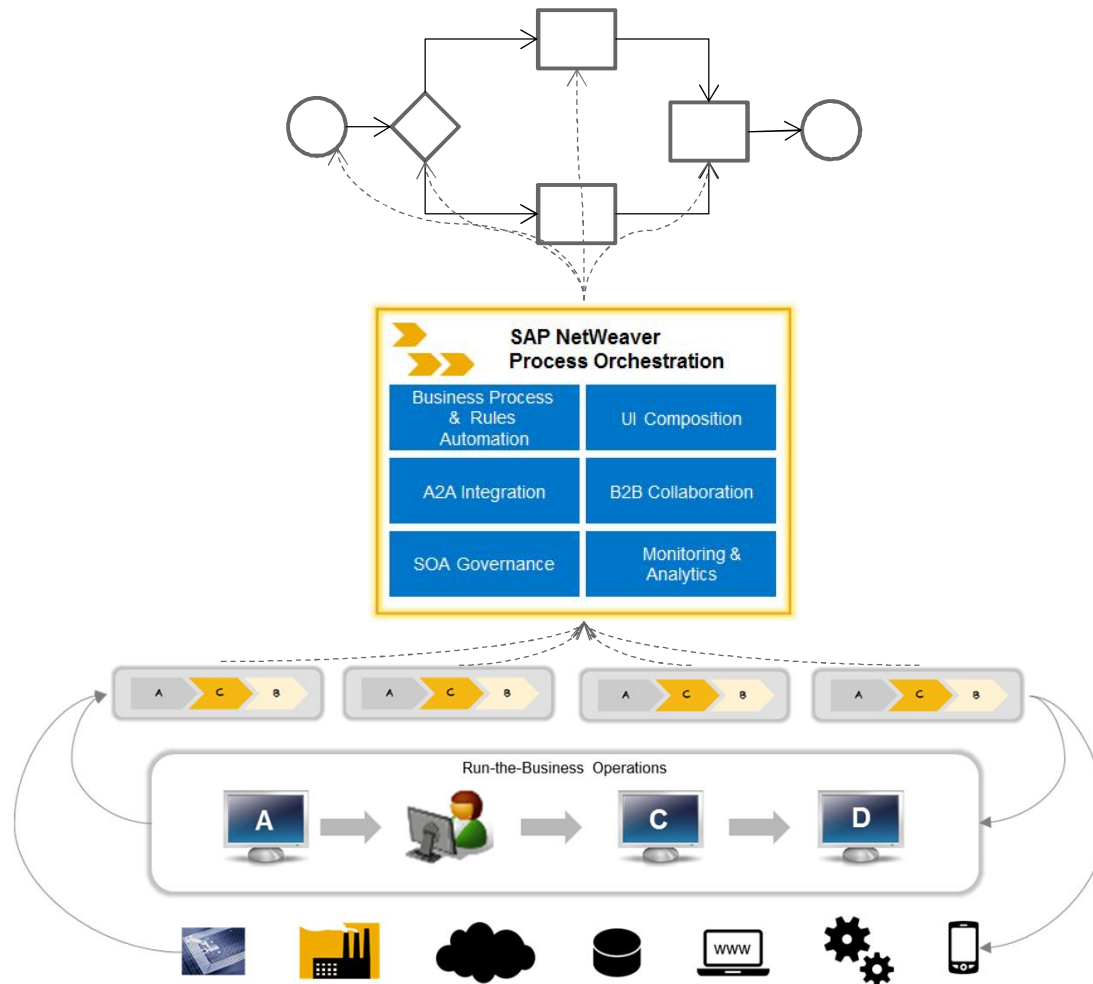 SAP NetWeaver
Process Orchestration
Business Process
& Rules
Automation
UI Composition
A2A Integration
B2B Collaboration
SOA Governance
Monitoring &
Analytics
A C B
A C B
A C B
A C B
Run-the-Business Operations
A
C
D
www